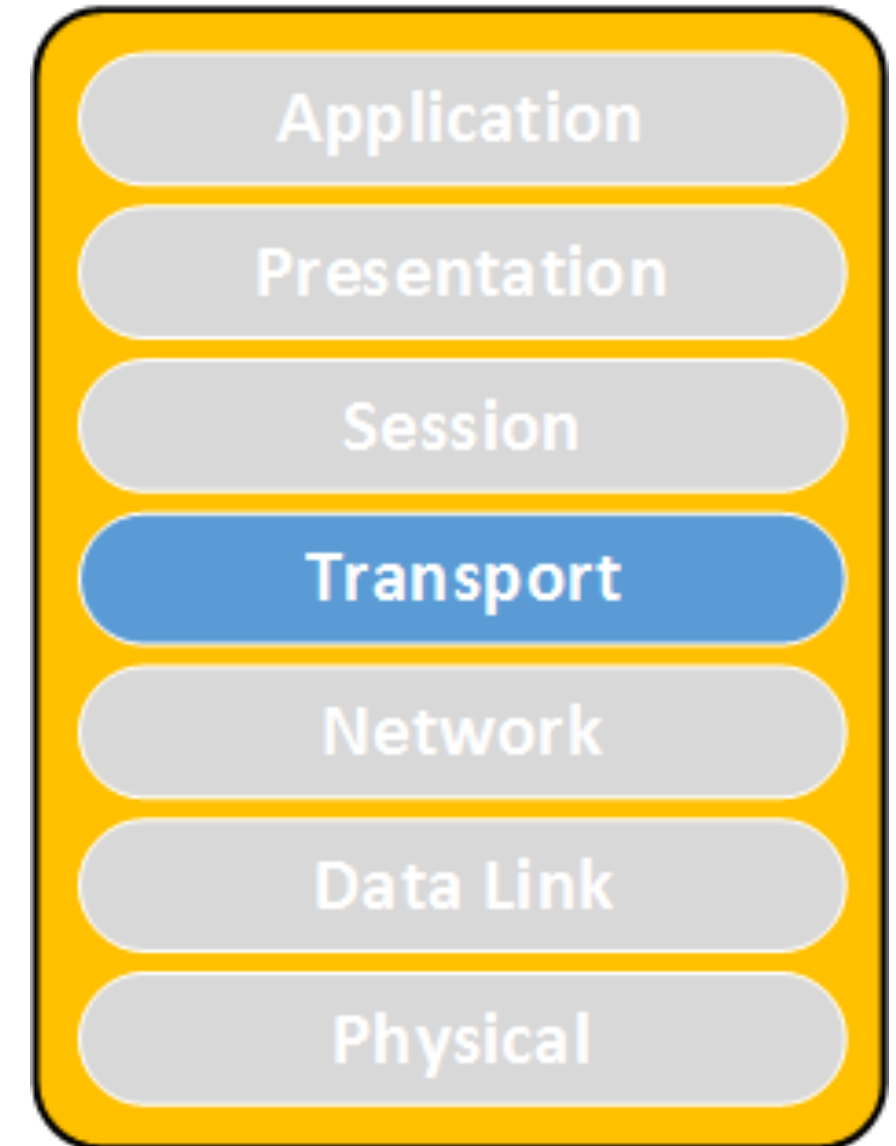 Application
Presentation
Session
Transport
Network
Data Link
Physical